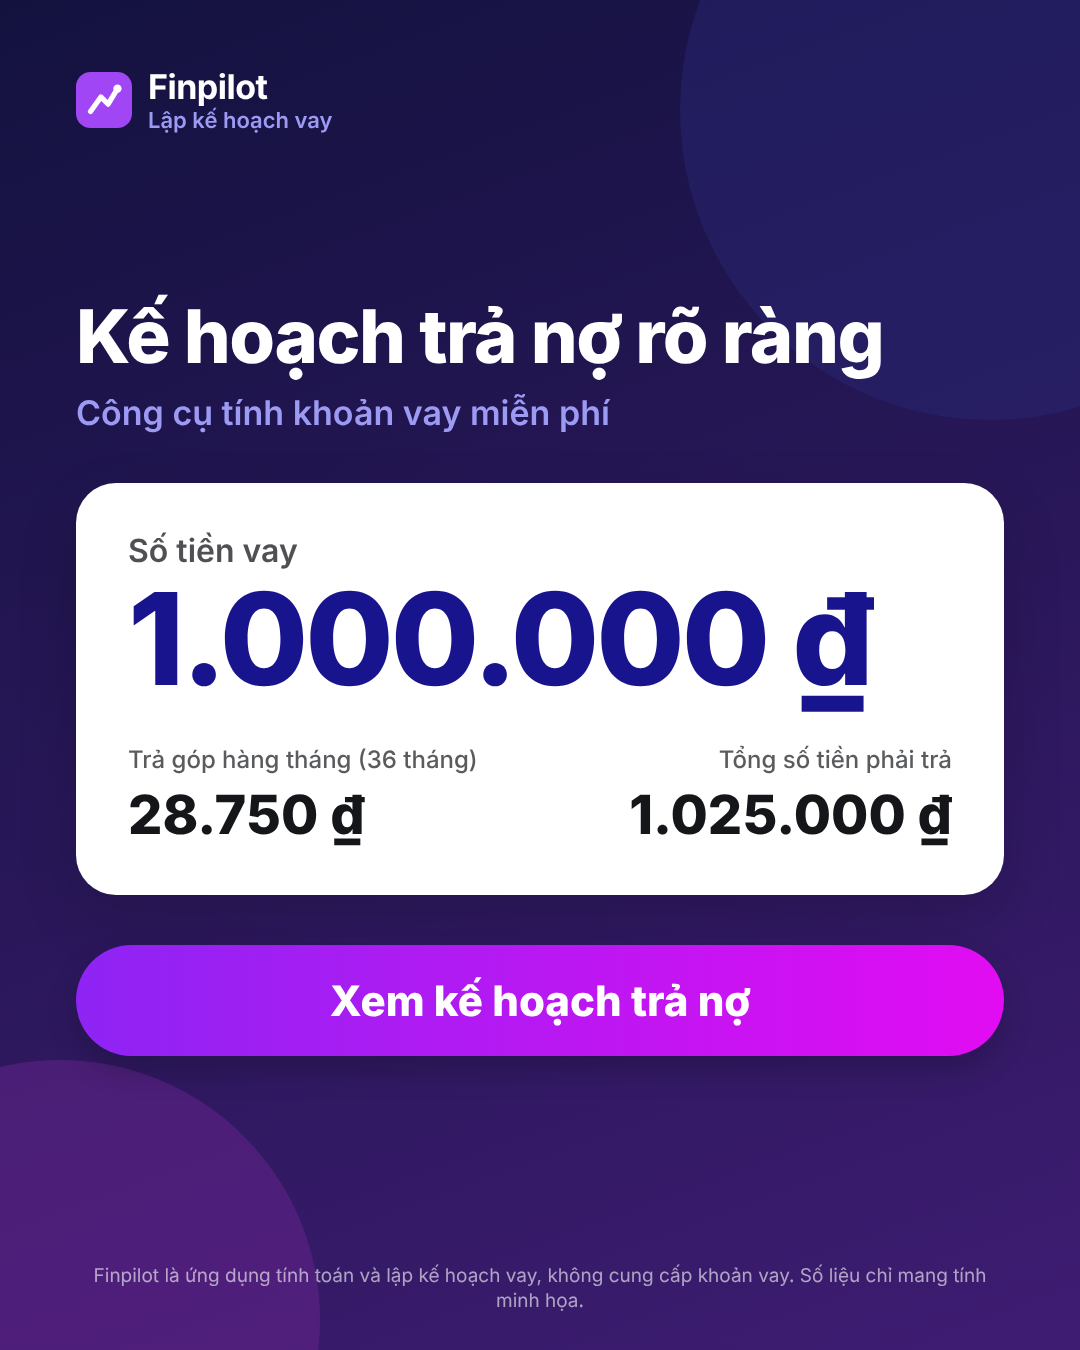 Finpilot
Lập kế hoạch vay
Kế hoạch trả nợ rõ ràng
Công cụ tính khoản vay miễn phí
Số tiền vay
1.000.000 ₫
Trả góp hàng tháng (36 tháng)
28.750 ₫
Tổng số tiền phải trả
1.025.000 ₫
Xem kế hoạch trả nợ
Finpilot là ứng dụng tính toán và lập kế hoạch vay, không cung cấp khoản vay. Số liệu chỉ mang tính
minh họa.